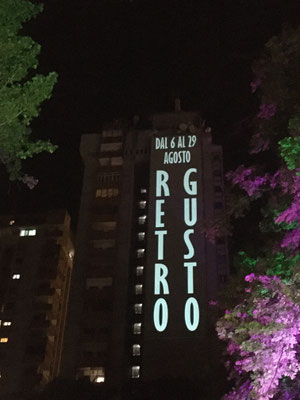 DAL 6 AL 29
AGOSTO
RETRO
GUSTO